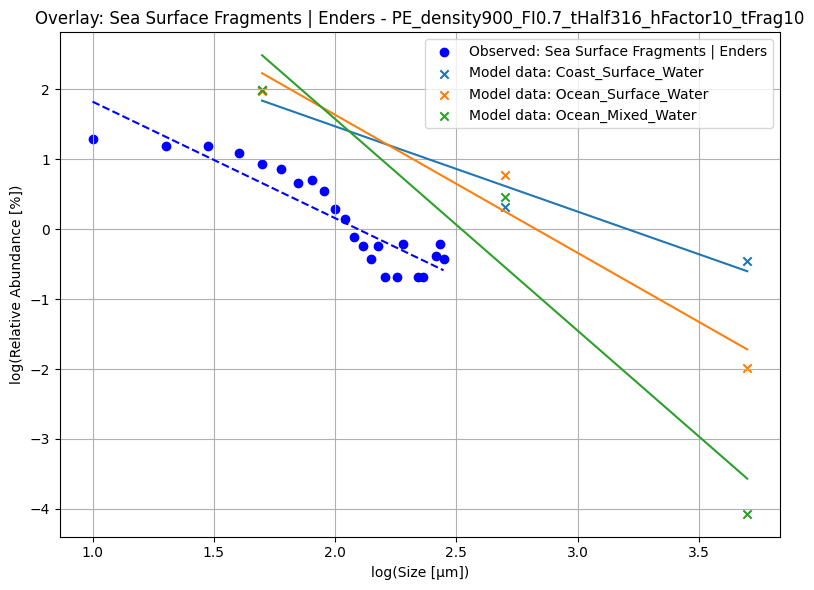 Overlay: Sea Surface Fragments | Enders - PE_density900_FI0.7_tHalf316_hFactor10_tFrag10
Observed: Sea Surface Fragments | Enders
Model data: Coast_Surface_Water
Model data: Ocean_Surface_Water
Model data: Ocean_Mixed_Water
log(Relative Abundance [%])
2
1
0
−1
−2
−3
−4
1.0 1.5 2.0 2.5 3.0 3.5
log(Size [μm])